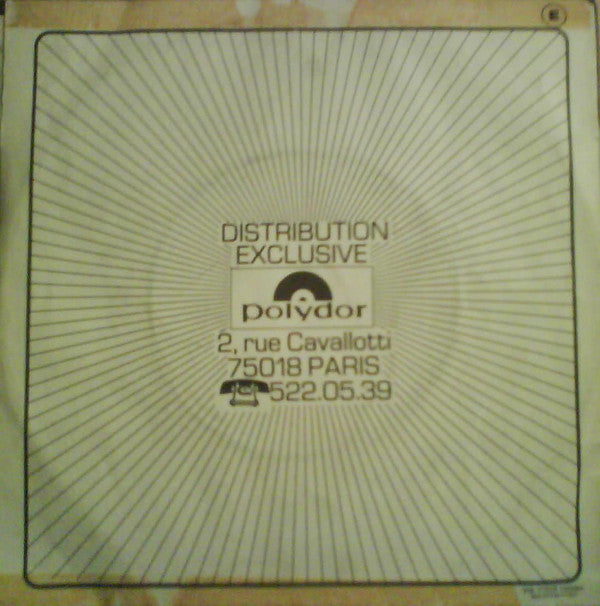 DISTRIBUTION
EXCLUSIVE
polydor
2, rue Cavallotti
75018 PARIS
522.05.39